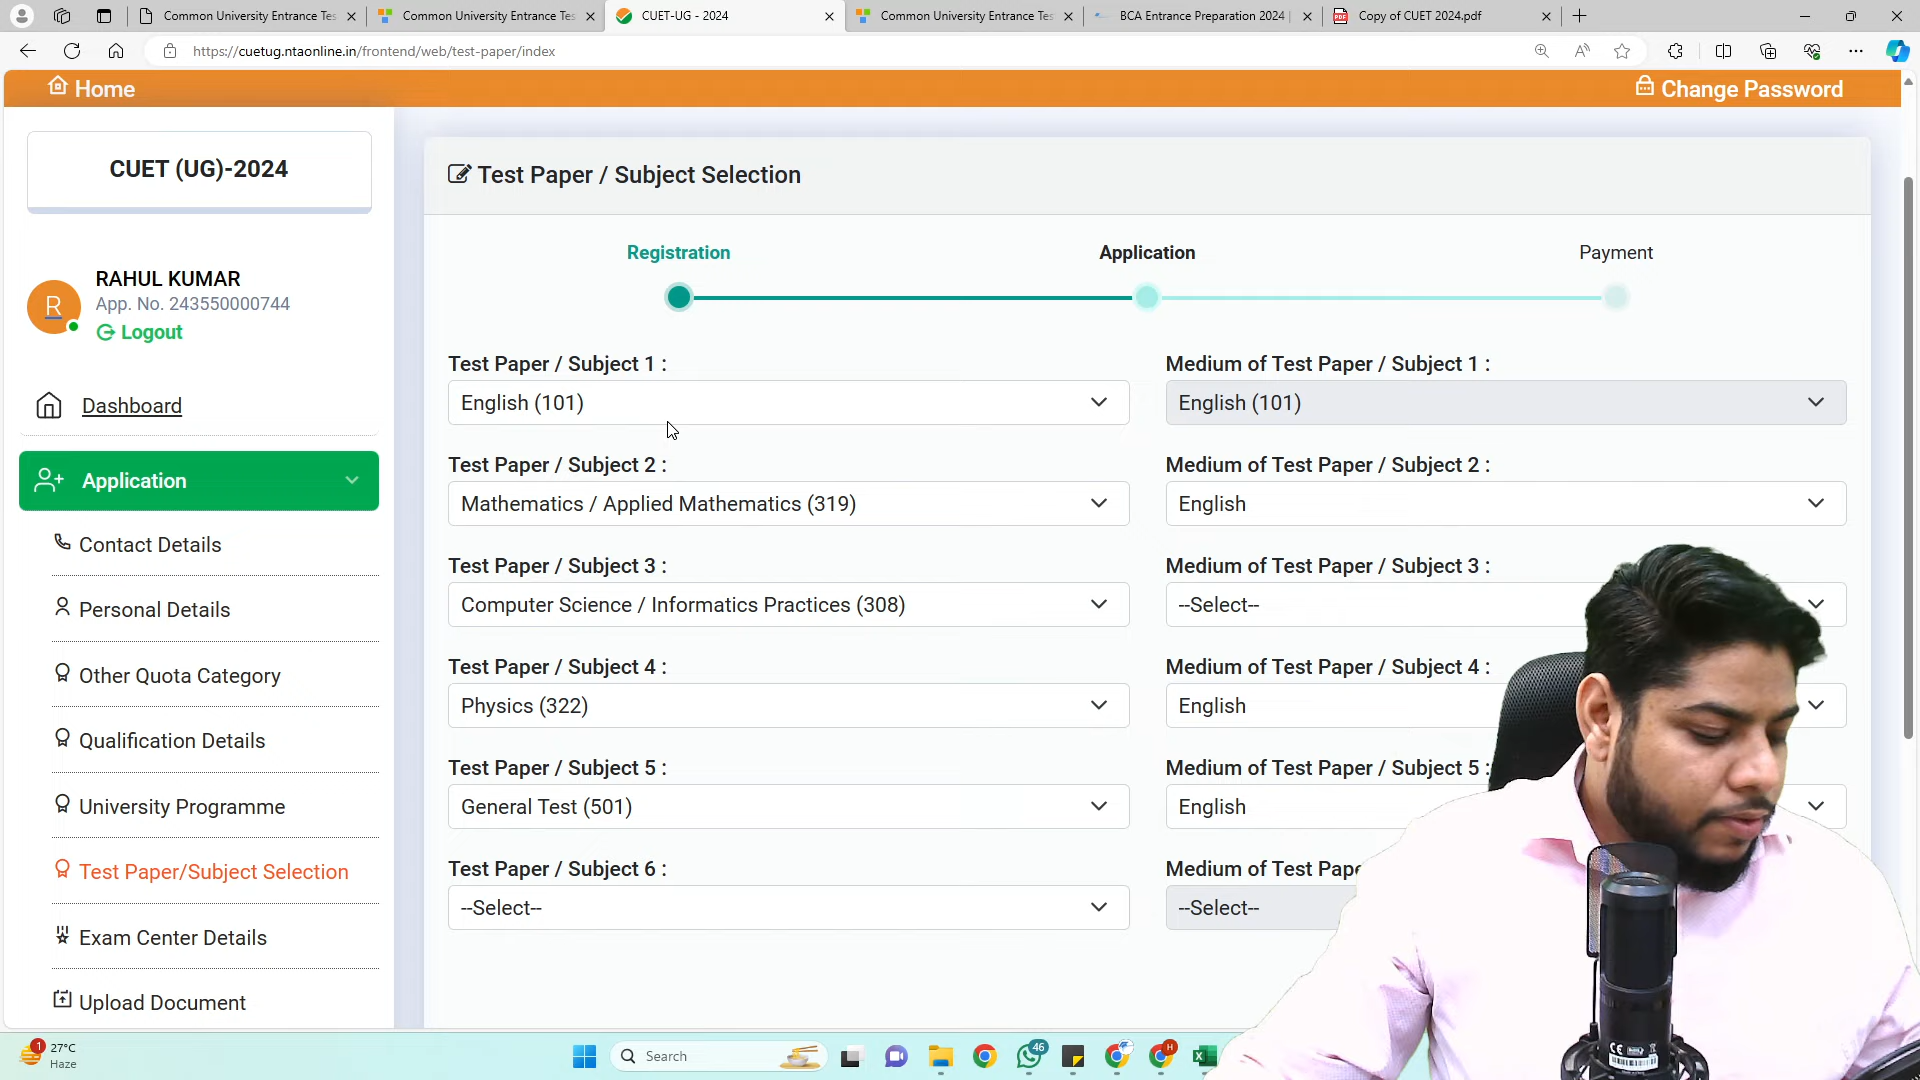 Common University Entrance Tes
Common University Entrance Tes
CUET-UG - 2024
Common University Entrance Tes
BCA Entrance Preparation 2024 |
Copy of CUET 2024.pdf
https://cuetug.ntaonline.in/frontend/web/test-paper/index
Home
Change Password
CUET (UG)-2024
R
RAHUL KUMAR
App. No. 243550000744
Logout
Dashboard
Application
Contact Details
Personal Details
Other Quota Category
Qualification Details
University Programme
Test Paper/Subject Selection
Exam Center Details
Upload Document
Test Paper / Subject Selection
Registration
Application
Payment
Test Paper / Subject 1 :
Medium of Test Paper / Subject 1 :
English (101)
English (101)
Test Paper / Subject 2 :
Medium of Test Paper / Subject 2 :
Mathematics / Applied Mathematics (319)
English
Test Paper / Subject 3 :
Medium of Test Paper / Subject 3 :
Computer Science / Informatics Practices (308)
--Select--
Test Paper / Subject 4 :
Medium of Test Paper / Subject 4 :
Physics (322)
English
Test Paper / Subject 5 :
Medium of Test Paper / Subject 5 :
General Test (501)
English
Test Paper / Subject 6 :
Medium of Test Pape
--Select--
--Select--
1
27°C
Haze
Search
46
H